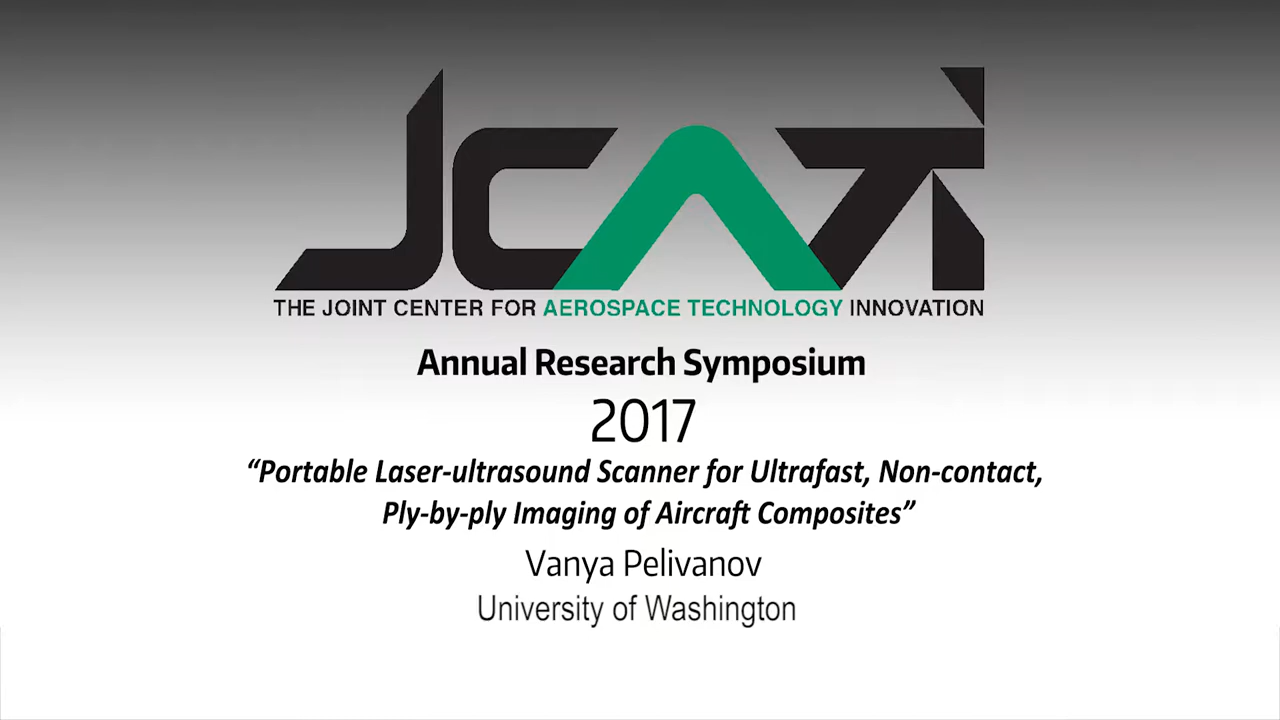 JCATI
THE JOINT CENTER FOR AEROSPACE TECHNOLOGY INNOVATION
Annual Research Symposium
2017
“Portable Laser-ultrasound Scanner for Ultrafast, Non-contact,
Ply-by-ply Imaging of Aircraft Composites”
Vanya Pelivanov
University of Washington